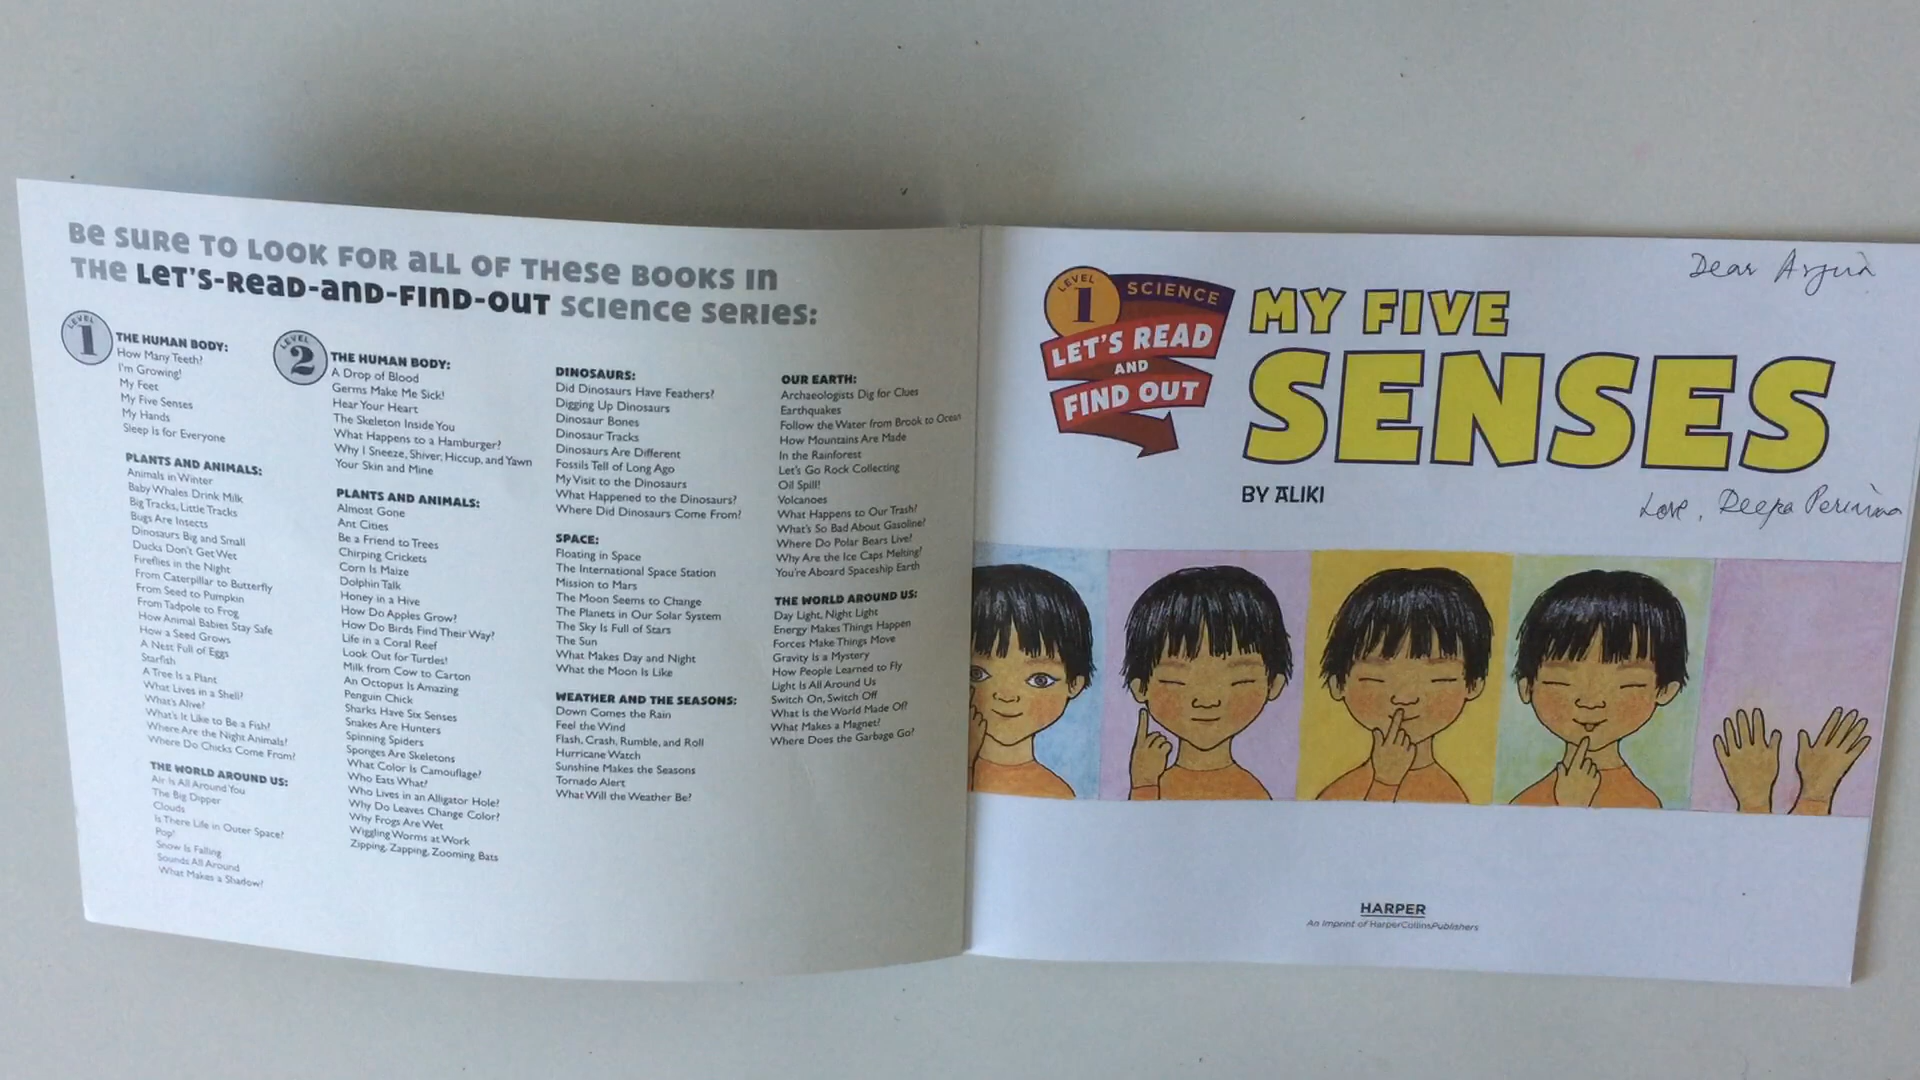 Be sure to look for all of these books in
the Let's-Read-and-Find-Out Science series:
LEVEL
1
THE HUMAN BODY:
How Many Teeth?
I'm Growing!
My Feet
My Five Senses
My Hands
Sleep Is for Everyone
PLANTS AND ANIMALS:
Animals in Winter
Baby Whales Drink Milk
Big Tracks, Little Tracks
Bugs Are Insects
Dinosaurs Big and Small
Ducks Don't Get Wet
Fireflies in the Night
From Caterpillar to Butterfly
From Seed to Pumpkin
From Tadpole to Frog
How Animal Babies Stay Safe
How a Seed Grows
A Nest Full of Eggs
Starfish
A Tree Is a Plant
What Lives in a Shell?
What's Alive?
What's It Like to Be a Fish?
Where Are the Night Animals?
Where Do Chicks Come From?
THE WORLD AROUND US:
Air Is All Around You
The Big Dipper
Clouds
Is There Life in Outer Space?
Pop!
Snow Is Falling
Sounds All Around
What Makes a Shadow?
LEVEL
2
THE HUMAN BODY:
A Drop of Blood
Germs Make Me Sick!
Hear Your Heart
The Skeleton Inside You
What Happens to a Hamburger?
Why I Sneeze, Shiver, Hiccup, and Yawn
Your Skin and Mine
PLANTS AND ANIMALS:
Almost Gone
Ant Cities
Be a Friend to Trees
Chirping Crickets
Corn Is Maize
Dolphin Talk
Honey in a Hive
How Do Apples Grow?
How Do Birds Find Their Way?
Life in a Coral Reef
Look Out for Turtles!
Milk from Cow to Carton
An Octopus Is Amazing
Penguin Chick
Sharks Have Six Senses
Snakes Are Hunters
Spinning Spiders
Sponges Are Skeletons
What Color Is Camouflage?
Who Eats What?
Who Lives in an Alligator Hole?
Why Do Leaves Change Color?
Why Frogs Are Wet
Wiggling Worms at Work
Zipping, Zapping, Zooming Bats
DINOSAURS:
Did Dinosaurs Have Feathers?
Digging Up Dinosaurs
Dinosaur Bones
Dinosaur Tracks
Dinosaurs Are Different
Fossils Tell of Long Ago
My Visit to the Dinosaurs
What Happened to the Dinosaurs?
Where Did Dinosaurs Come From?
SPACE:
Floating in Space
The International Space Station
Mission to Mars
The Moon Seems to Change
The Planets in Our Solar System
The Sky Is Full of Stars
The Sun
What Makes Day and Night
What the Moon Is Like
WEATHER AND THE SEASONS:
Down Comes the Rain
Feel the Wind
Flash, Crash, Rumble, and Roll
Hurricane Watch
Sunshine Makes the Seasons
Tornado Alert
What Will the Weather Be?
OUR EARTH:
Archaeologists Dig for Clues
Earthquakes
Follow the Water from Brook to Ocean
How Mountains Are Made
In the Rainforest
Let's Go Rock Collecting
Oil Spill!
Volcanoes
What Happens to Our Trash?
What's So Bad About Gasoline?
Where Do Polar Bears Live?
Why Are the Ice Caps Melting?
You're Aboard Spaceship Earth
THE WORLD AROUND US:
Day Light, Night Light
Energy Makes Things Happen
Forces Make Things Move
Gravity Is a Mystery
How People Learned to Fly
Light Is All Around Us
Switch On, Switch Off
What Is the World Made Of?
What Makes a Magnet?
Where Does the Garbage Go?
Dear Arjun
LEVEL
1
SCIENCE
LET'S READ
AND
FIND OUT
MY FIVE
SENSES
BY ALIKI
Love, Deepa Perimma
HARPER
An Imprint of HarperCollinsPublishers